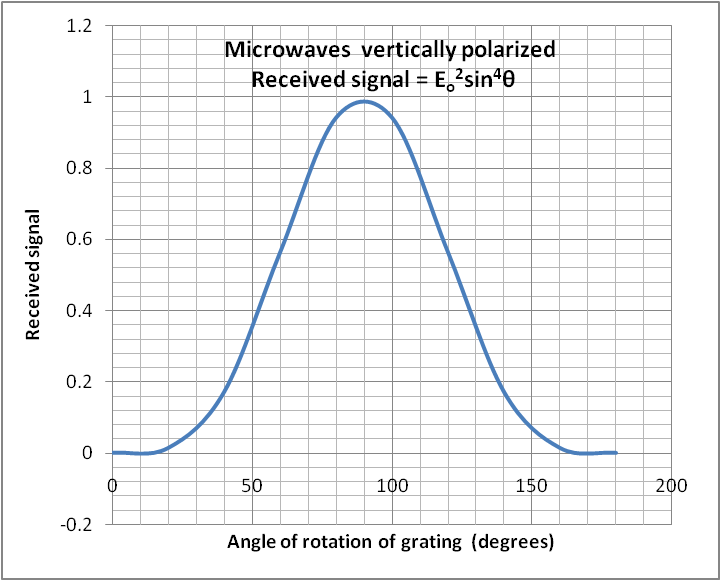 Microwaves vertically polarized
Received signal = Eₒ²sin⁴θ
1.2
1
0.8
0.6
0.4
0.2
0
-0.2
Received signal
0 50 100 150 200
Angle of rotation of grating (degrees)